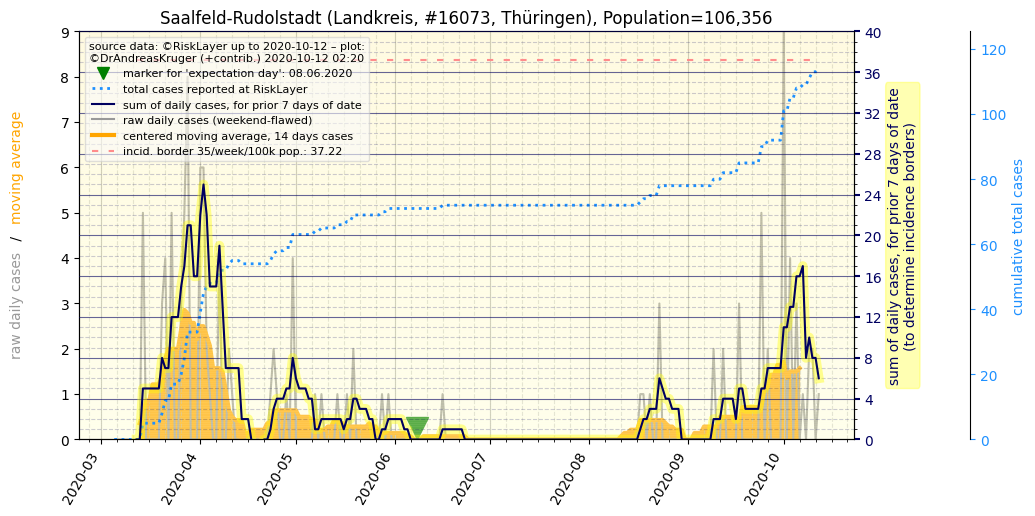 Saalfeld-Rudolstadt (Landkreis, #16073, Thüringen), Population=106,356
source data: ©RiskLayer up to 2020-10-12 – plot:
©DrAndreasKruger (+contrib.) 2020-10-12 02:20
marker for 'expectation day': 08.06.2020
total cases reported at RiskLayer
sum of daily cases, for prior 7 days of date
raw daily cases (weekend-flawed)
centered moving average, 14 days cases
incid. border 35/week/100k pop.: 37.22
raw daily cases / moving average
9
8
7
6
5
4
3
2
1
0
2020-03
2020-04
2020-05
2020-06
2020-07
2020-08
2020-09
2020-10
40
36
32
28
24
20
16
12
8
4
0
sum of daily cases, for prior 7 days of date
(to determine incidence borders)
120
100
80
60
40
20
0
cumulative total cases